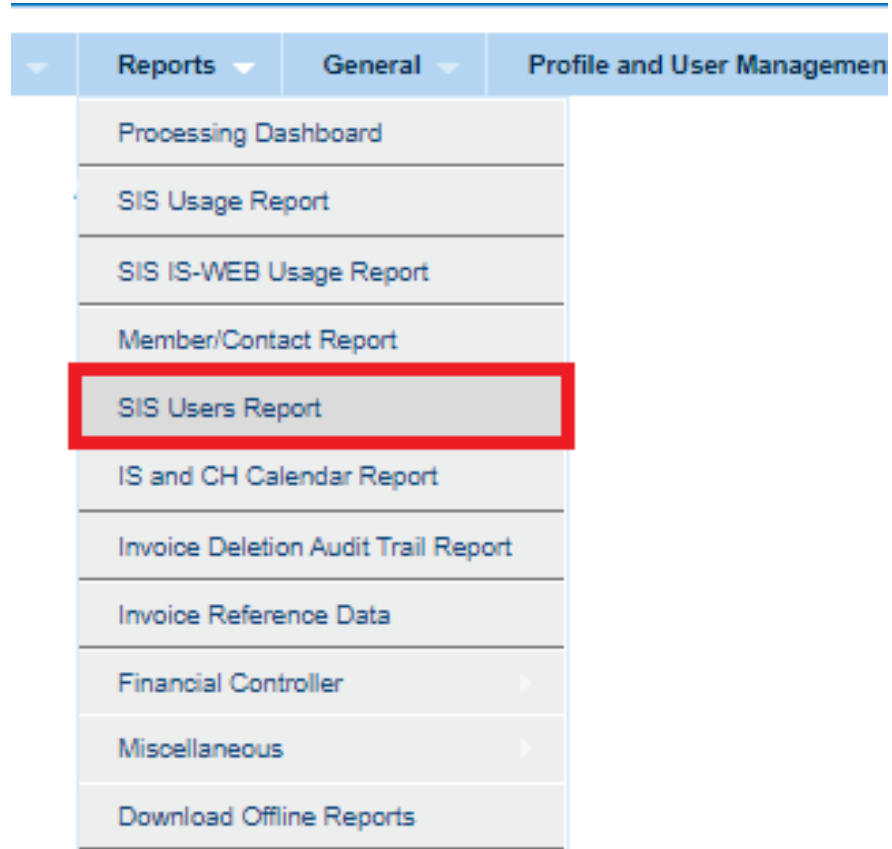 Reports General Profile and User Managemen
Processing Dashboard
SIS Usage Report
SIS IS-WEB Usage Report
Member/Contact Report
SIS Users Report
IS and CH Calendar Report
Invoice Deletion Audit Trail Report
Invoice Reference Data
Financial Controller
Miscellaneous
Download Offline Reports